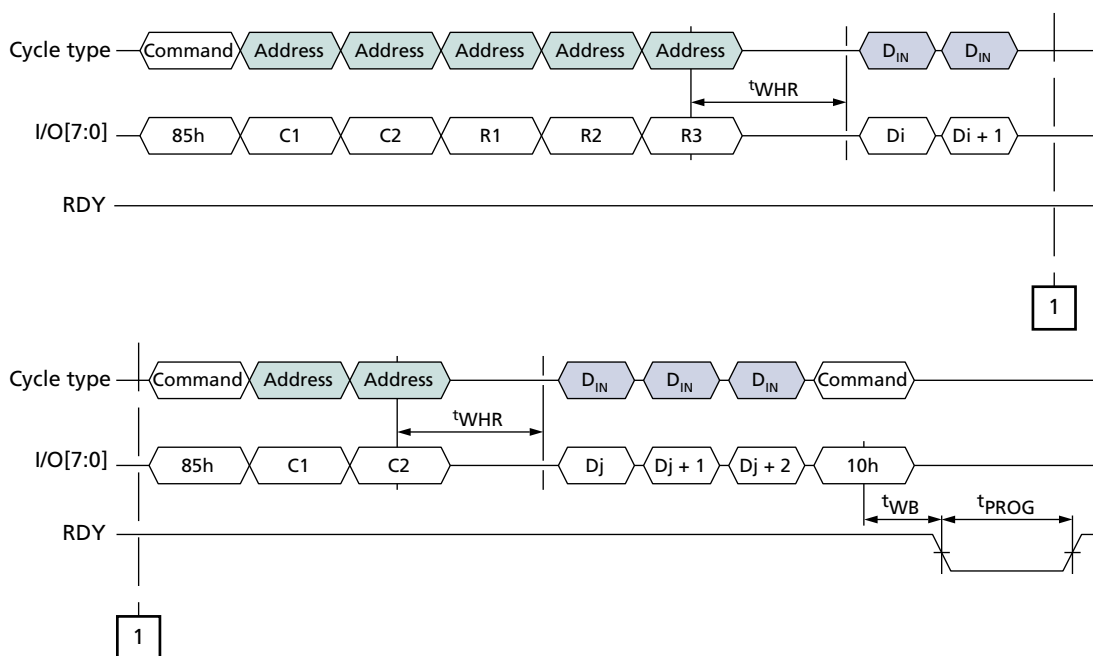 Cycle type Command Address Address Address Address Address DIN DIN
tWHR
I/O[7:0] 85h C1 C2 R1 R2 R3 Di Di + 1
RDY
1
Cycle type Command Address Address DIN DIN DIN Command
tWHR
I/O[7:0] 85h C1 C2 Dj Dj + 1 Dj + 2 10h
tWB tPROG
RDY
1